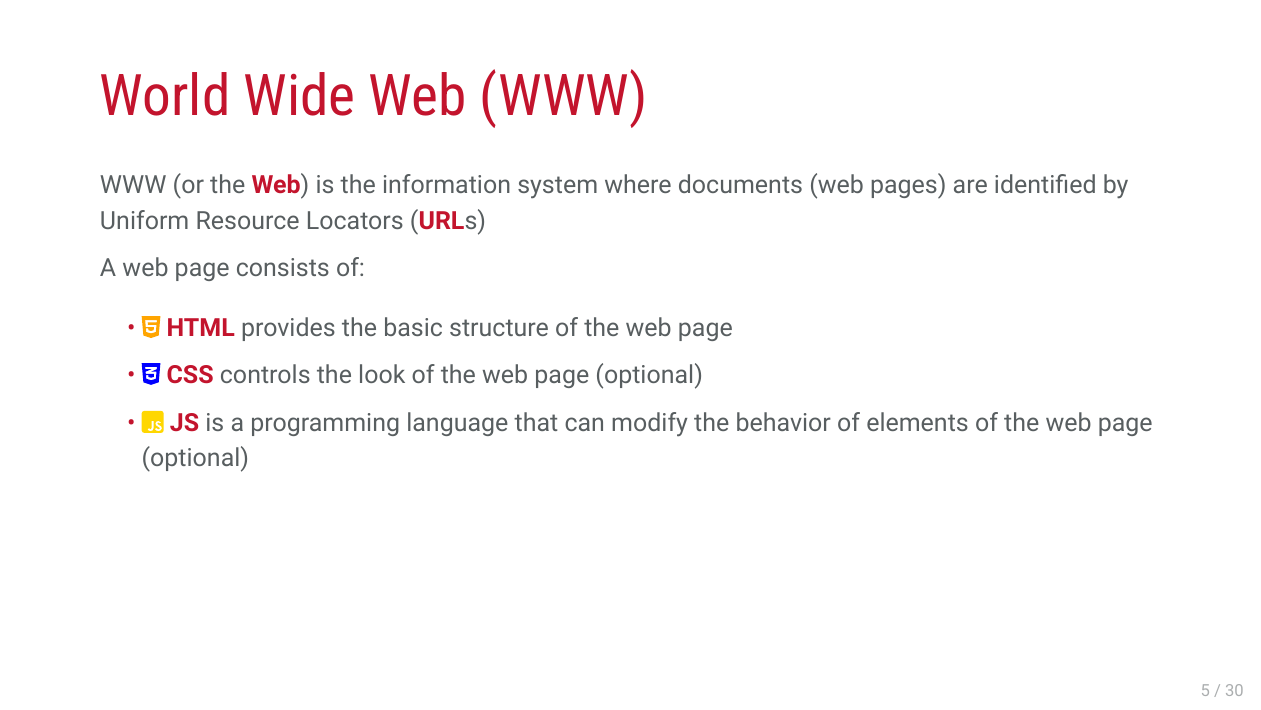 World Wide Web (WWW)
WWW (or the Web) is the information system where documents (web pages) are identified by
Uniform Resource Locators (URLs)
A web page consists of:
• HTML provides the basic structure of the web page
• CSS controls the look of the web page (optional)
• JS JS is a programming language that can modify the behavior of elements of the web page
(optional)
5 / 30